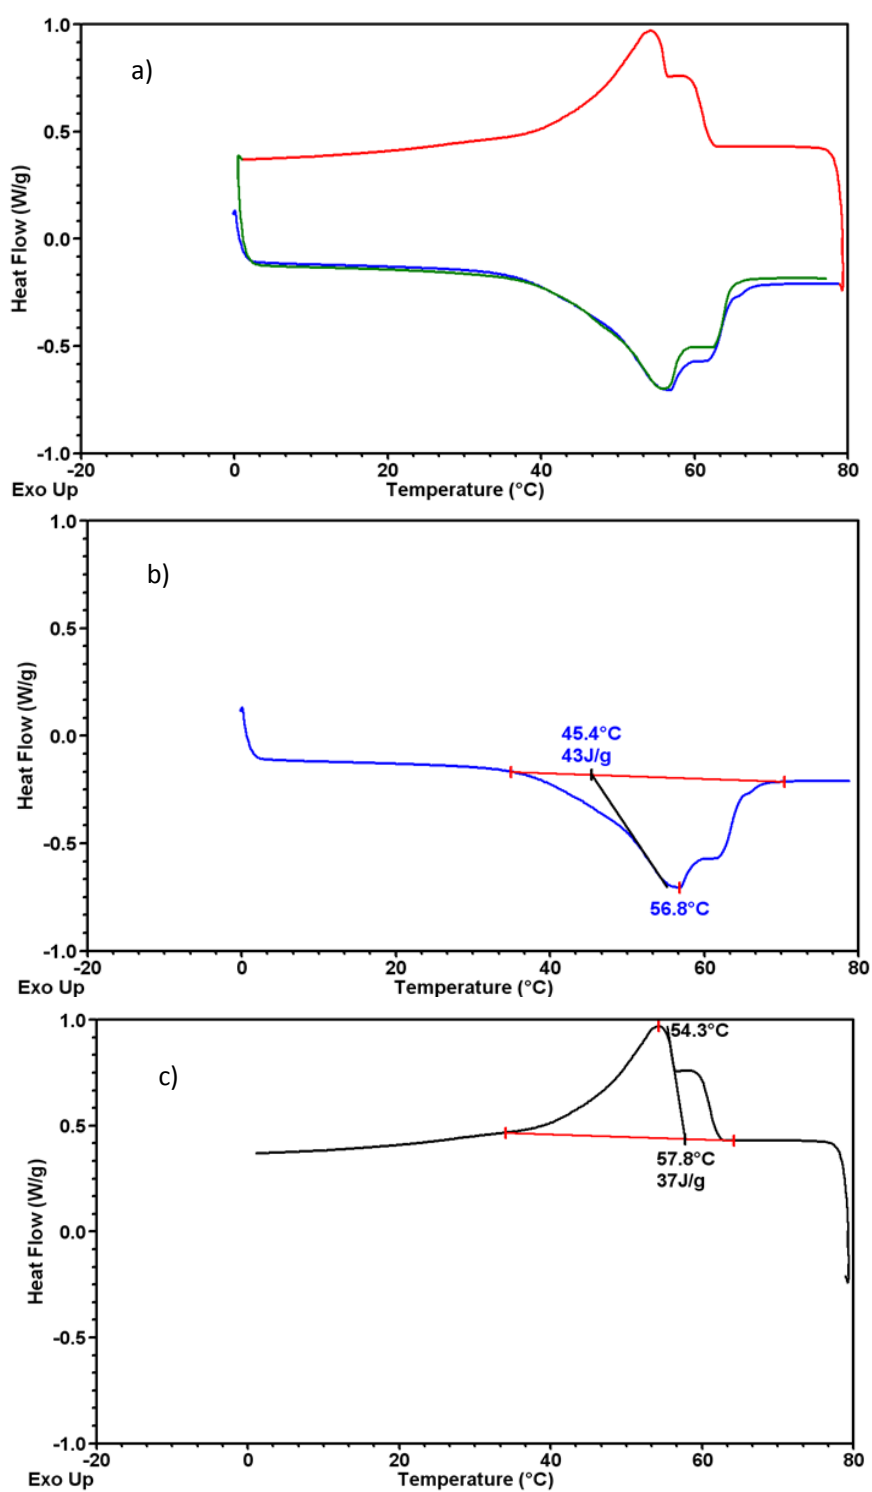 1.0
a)
0.5
0.0
-0.5
-1.0
-20 0 20 40 60 80
Exo Up
Temperature (°C)
Heat Flow (W/g)
1.0
b)
0.5
0.0
45.4°C
43J/g
-0.5
56.8°C
-1.0
-20 0 20 40 60 80
Exo Up
Temperature (°C)
Heat Flow (W/g)
1.0
54.3°C
c)
0.5
57.8°C
37J/g
0.0
-0.5
-1.0
-20 0 20 40 60 80
Exo Up
Temperature (°C)
Heat Flow (W/g)